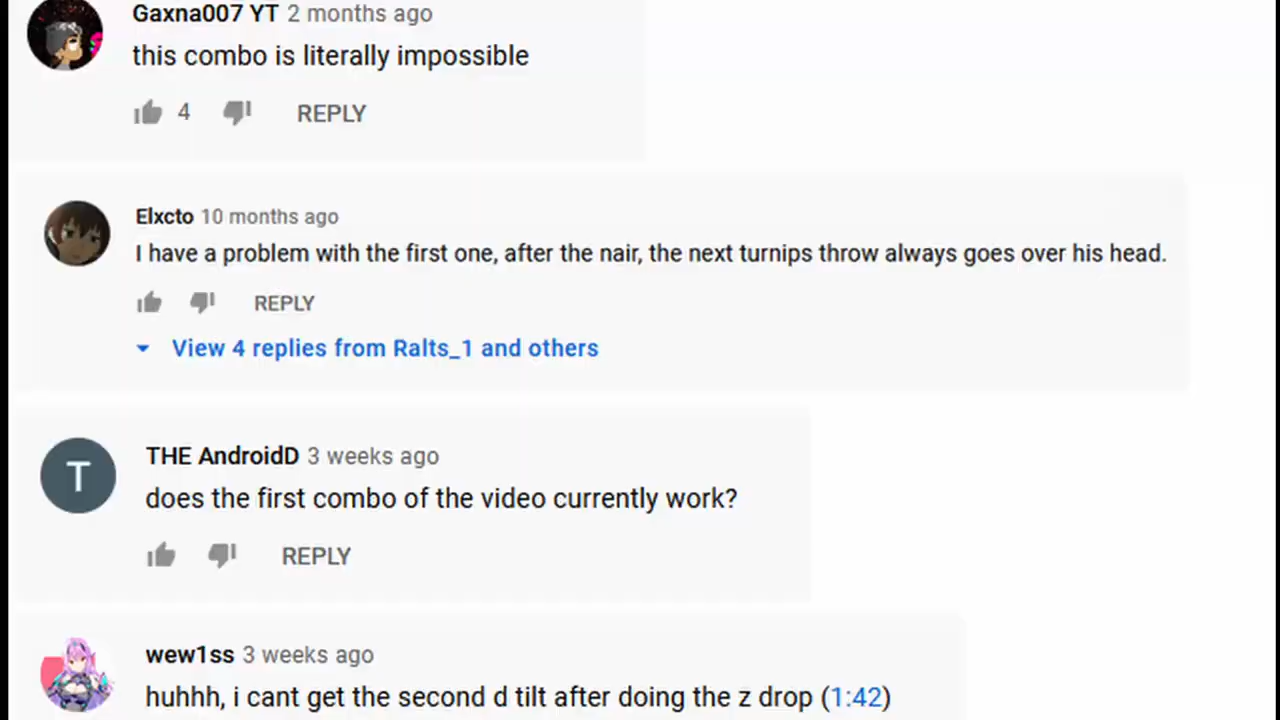 Gaxna007 YT 2 months ago
this combo is literally impossible
4 REPLY
Elxcto 10 months ago
I have a problem with the first one, after the nair, the next turnips throw always goes over his head.
REPLY
View 4 replies from Ralts_1 and others
T
THE AndroidD 3 weeks ago
does the first combo of the video currently work?
REPLY
wew1ss 3 weeks ago
huhhh, i cant get the second d tilt after doing the z drop (1:42)